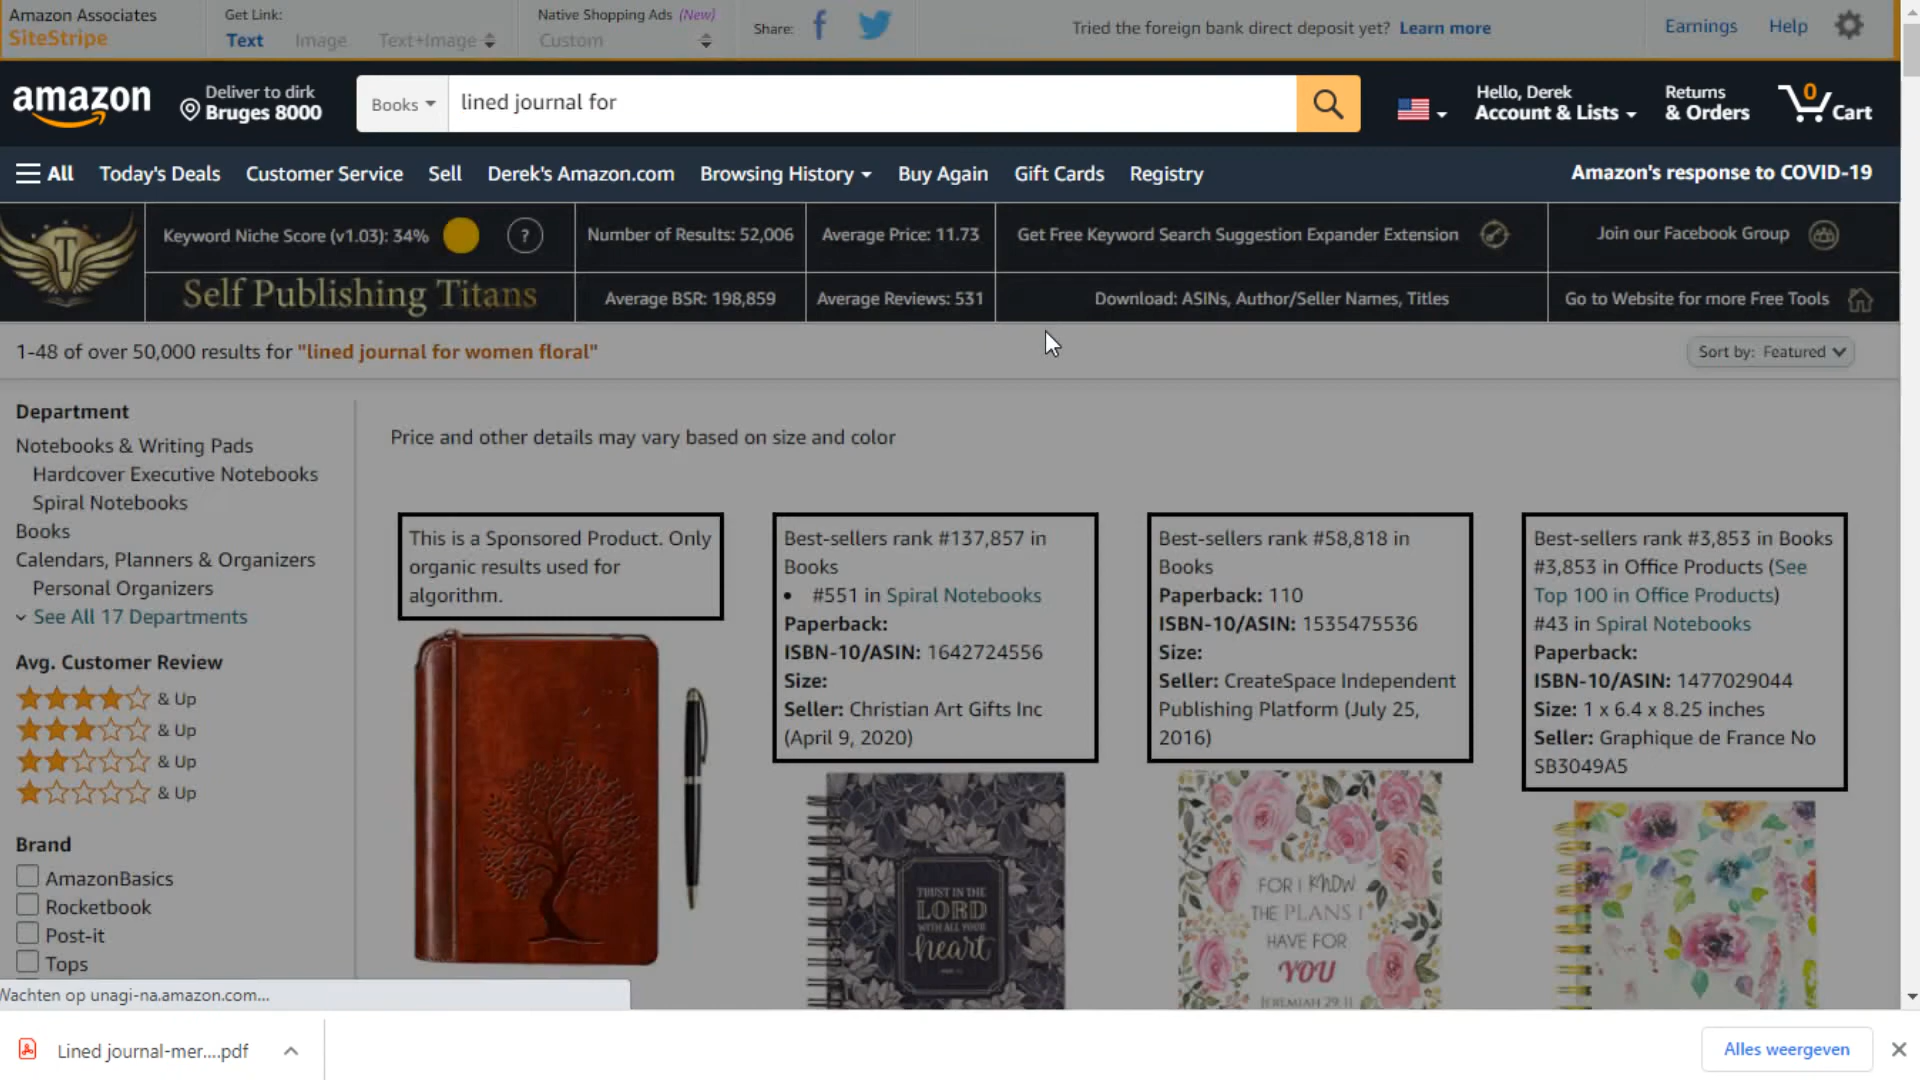 Amazon Associates
SiteStripe
Get Link:
Text Image Text+Image
Native Shopping Ads (New)
Custom
Share:
Tried the foreign bank direct deposit yet? Learn more
Earnings Help
amazon
Deliver to dirk
Bruges 8000
Books
lined journal for
Hello, Derek
Account & Lists
Returns
& Orders
0
Cart
All Today's Deals Customer Service Sell Derek's Amazon.com Browsing History Buy Again Gift Cards Registry
Amazon's response to COVID-19
T
Keyword Niche Score (v1.03): 34% ?
Number of Results: 52,006
Average Price: 11.73
Get Free Keyword Search Suggestion Expander Extension
Join our Facebook Group
Self Publishing Titans
Average BSR: 198,859
Average Reviews: 531
Download: ASINs, Author/Seller Names, Titles
Go to Website for more Free Tools
1-48 of over 50,000 results for "lined journal for women floral"
Sort by: Featured
Department
Notebooks & Writing Pads
Hardcover Executive Notebooks
Spiral Notebooks
Books
Calendars, Planners & Organizers
Personal Organizers
See All 17 Departments
Avg. Customer Review
& Up
& Up
& Up
& Up
Brand
AmazonBasics
Rocketbook
Post-it
Tops
Price and other details may vary based on size and color
This is a Sponsored Product. Only
organic results used for
algorithm.
Best-sellers rank #137,857 in
Books
• #551 in Spiral Notebooks
Paperback:
ISBN-10/ASIN: 1642724556
Size:
Seller: Christian Art Gifts Inc
(April 9, 2020)
TRUST IN THE
LORD
WITH ALL YOUR
heart
Best-sellers rank #58,818 in
Books
Paperback: 110
ISBN-10/ASIN: 1535475536
Size:
Seller: CreateSpace Independent
Publishing Platform (July 25,
2016)
FOR I KNOW
THE PLANS I
HAVE FOR
YOU
JEREMIAH 29:11
Best-sellers rank #3,853 in Books
#3,853 in Office Products (See
Top 100 in Office Products)
#43 in Spiral Notebooks
Paperback:
ISBN-10/ASIN: 1477029044
Size: 1 x 6.4 x 8.25 inches
Seller: Graphique de France No
SB3049A5
Wachten op unagi-na.amazon.com...
Lined journal-mer....pdf
Alles weergeven